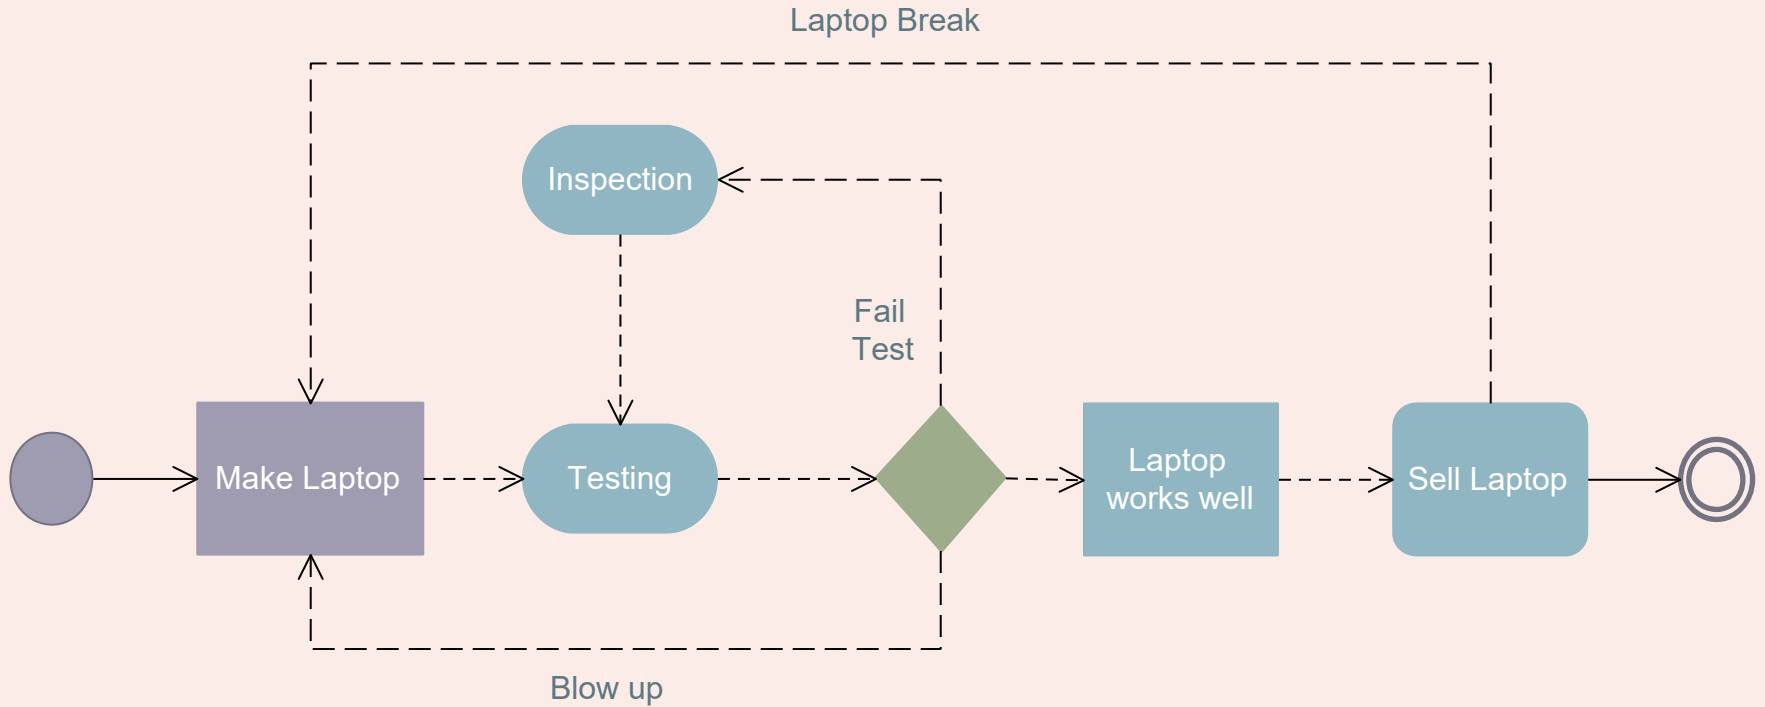 Laptop Break
Inspection
Fail
Test
Make Laptop
Testing
Laptop
works well
Sell Laptop
Blow up